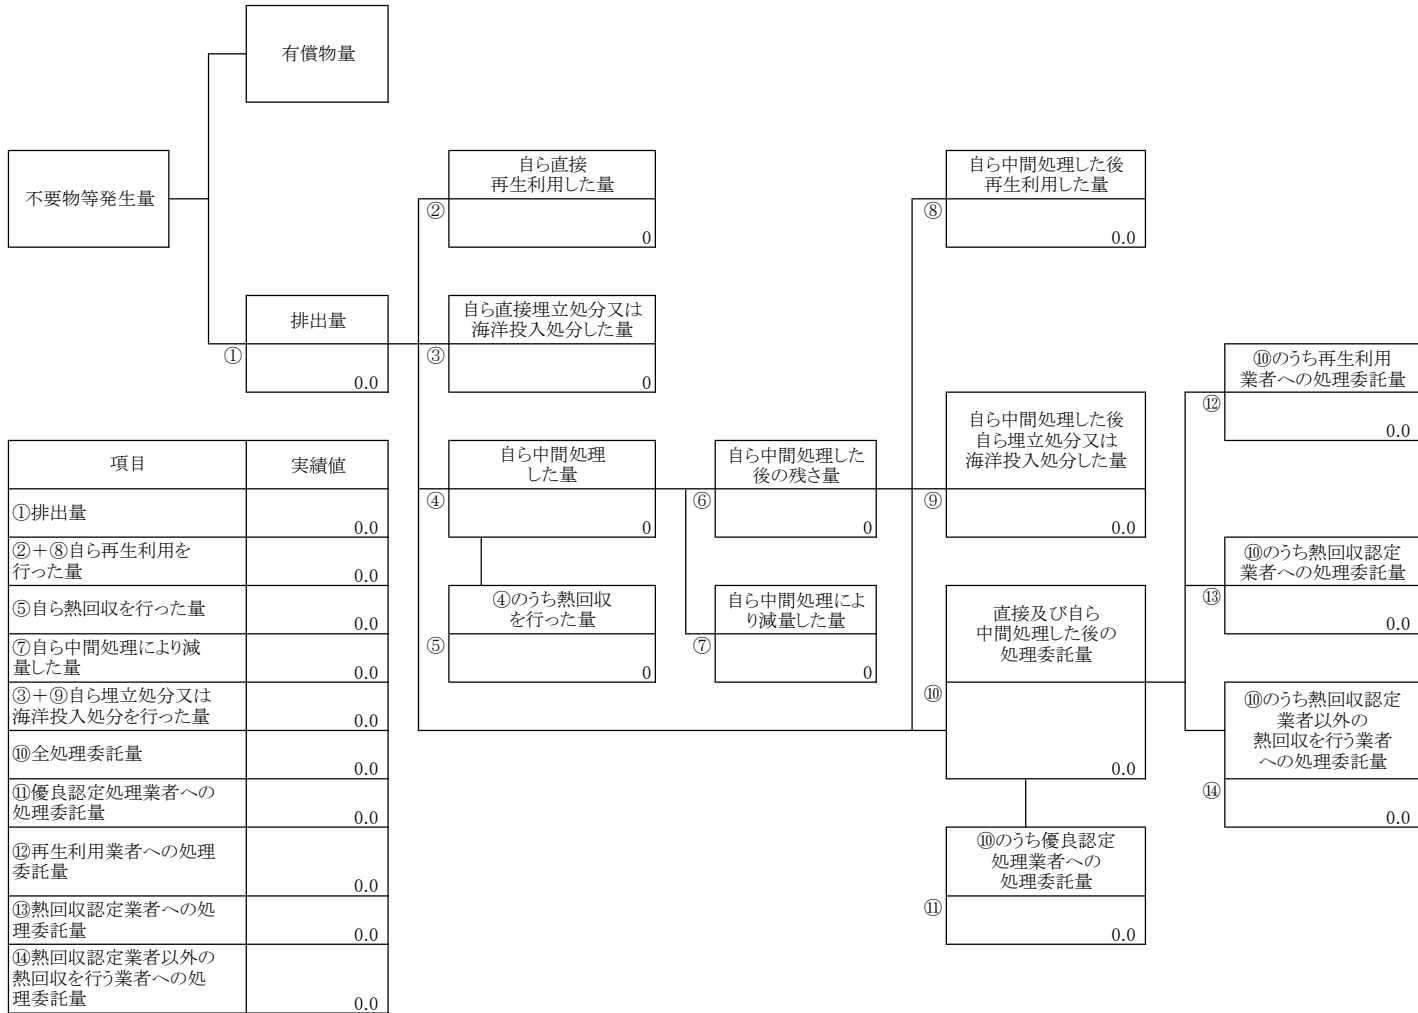 有償物量
不要物等発生量
自ら直接
再生利用した量
②
0
自ら中間処理した後
再生利用した量
⑧
0.0
排出量
①
0.0
自ら直接埋立処分又は
海洋投入処分した量
③
0
⑩のうち再生利用
業者への処理委託量
⑫
0.0
自ら中間処理
した量
④
0
自ら中間処理した
後の残さ量
⑥
0
自ら中間処理した後
自ら埋立処分又は
海洋投入処分した量
⑨
0.0
⑩のうち熱回収認定
業者への処理委託量
⑬
0.0
④のうち熱回収
を行った量
⑤
0
自ら中間処理によ
り減量した量
⑦
0
直接及び自ら
中間処理した後の
処理委託量
⑩
0.0
⑩のうち熱回収認定
業者以外の
熱回収を行う業者
への処理委託量
⑭
0.0
⑩のうち優良認定
処理業者への
処理委託量
⑪
0.0
項目 実績値
①排出量
0.0
②+⑧自ら再生利用を
行った量 0.0
⑤自ら熱回収を行った量
0.0
⑦自ら中間処理により減
量した量 0.0
③+⑨自ら埋立処分又は
海洋投入処分を行った量 0.0
⑩全処理委託量
0.0
⑪優良認定処理業者への
処理委託量 0.0
⑫再生利用業者への処理
委託量
0.0
⑬熱回収認定業者への処
理委託量 0.0
⑭熱回収認定業者以外の
熱回収を行う業者への処
理委託量 0.0